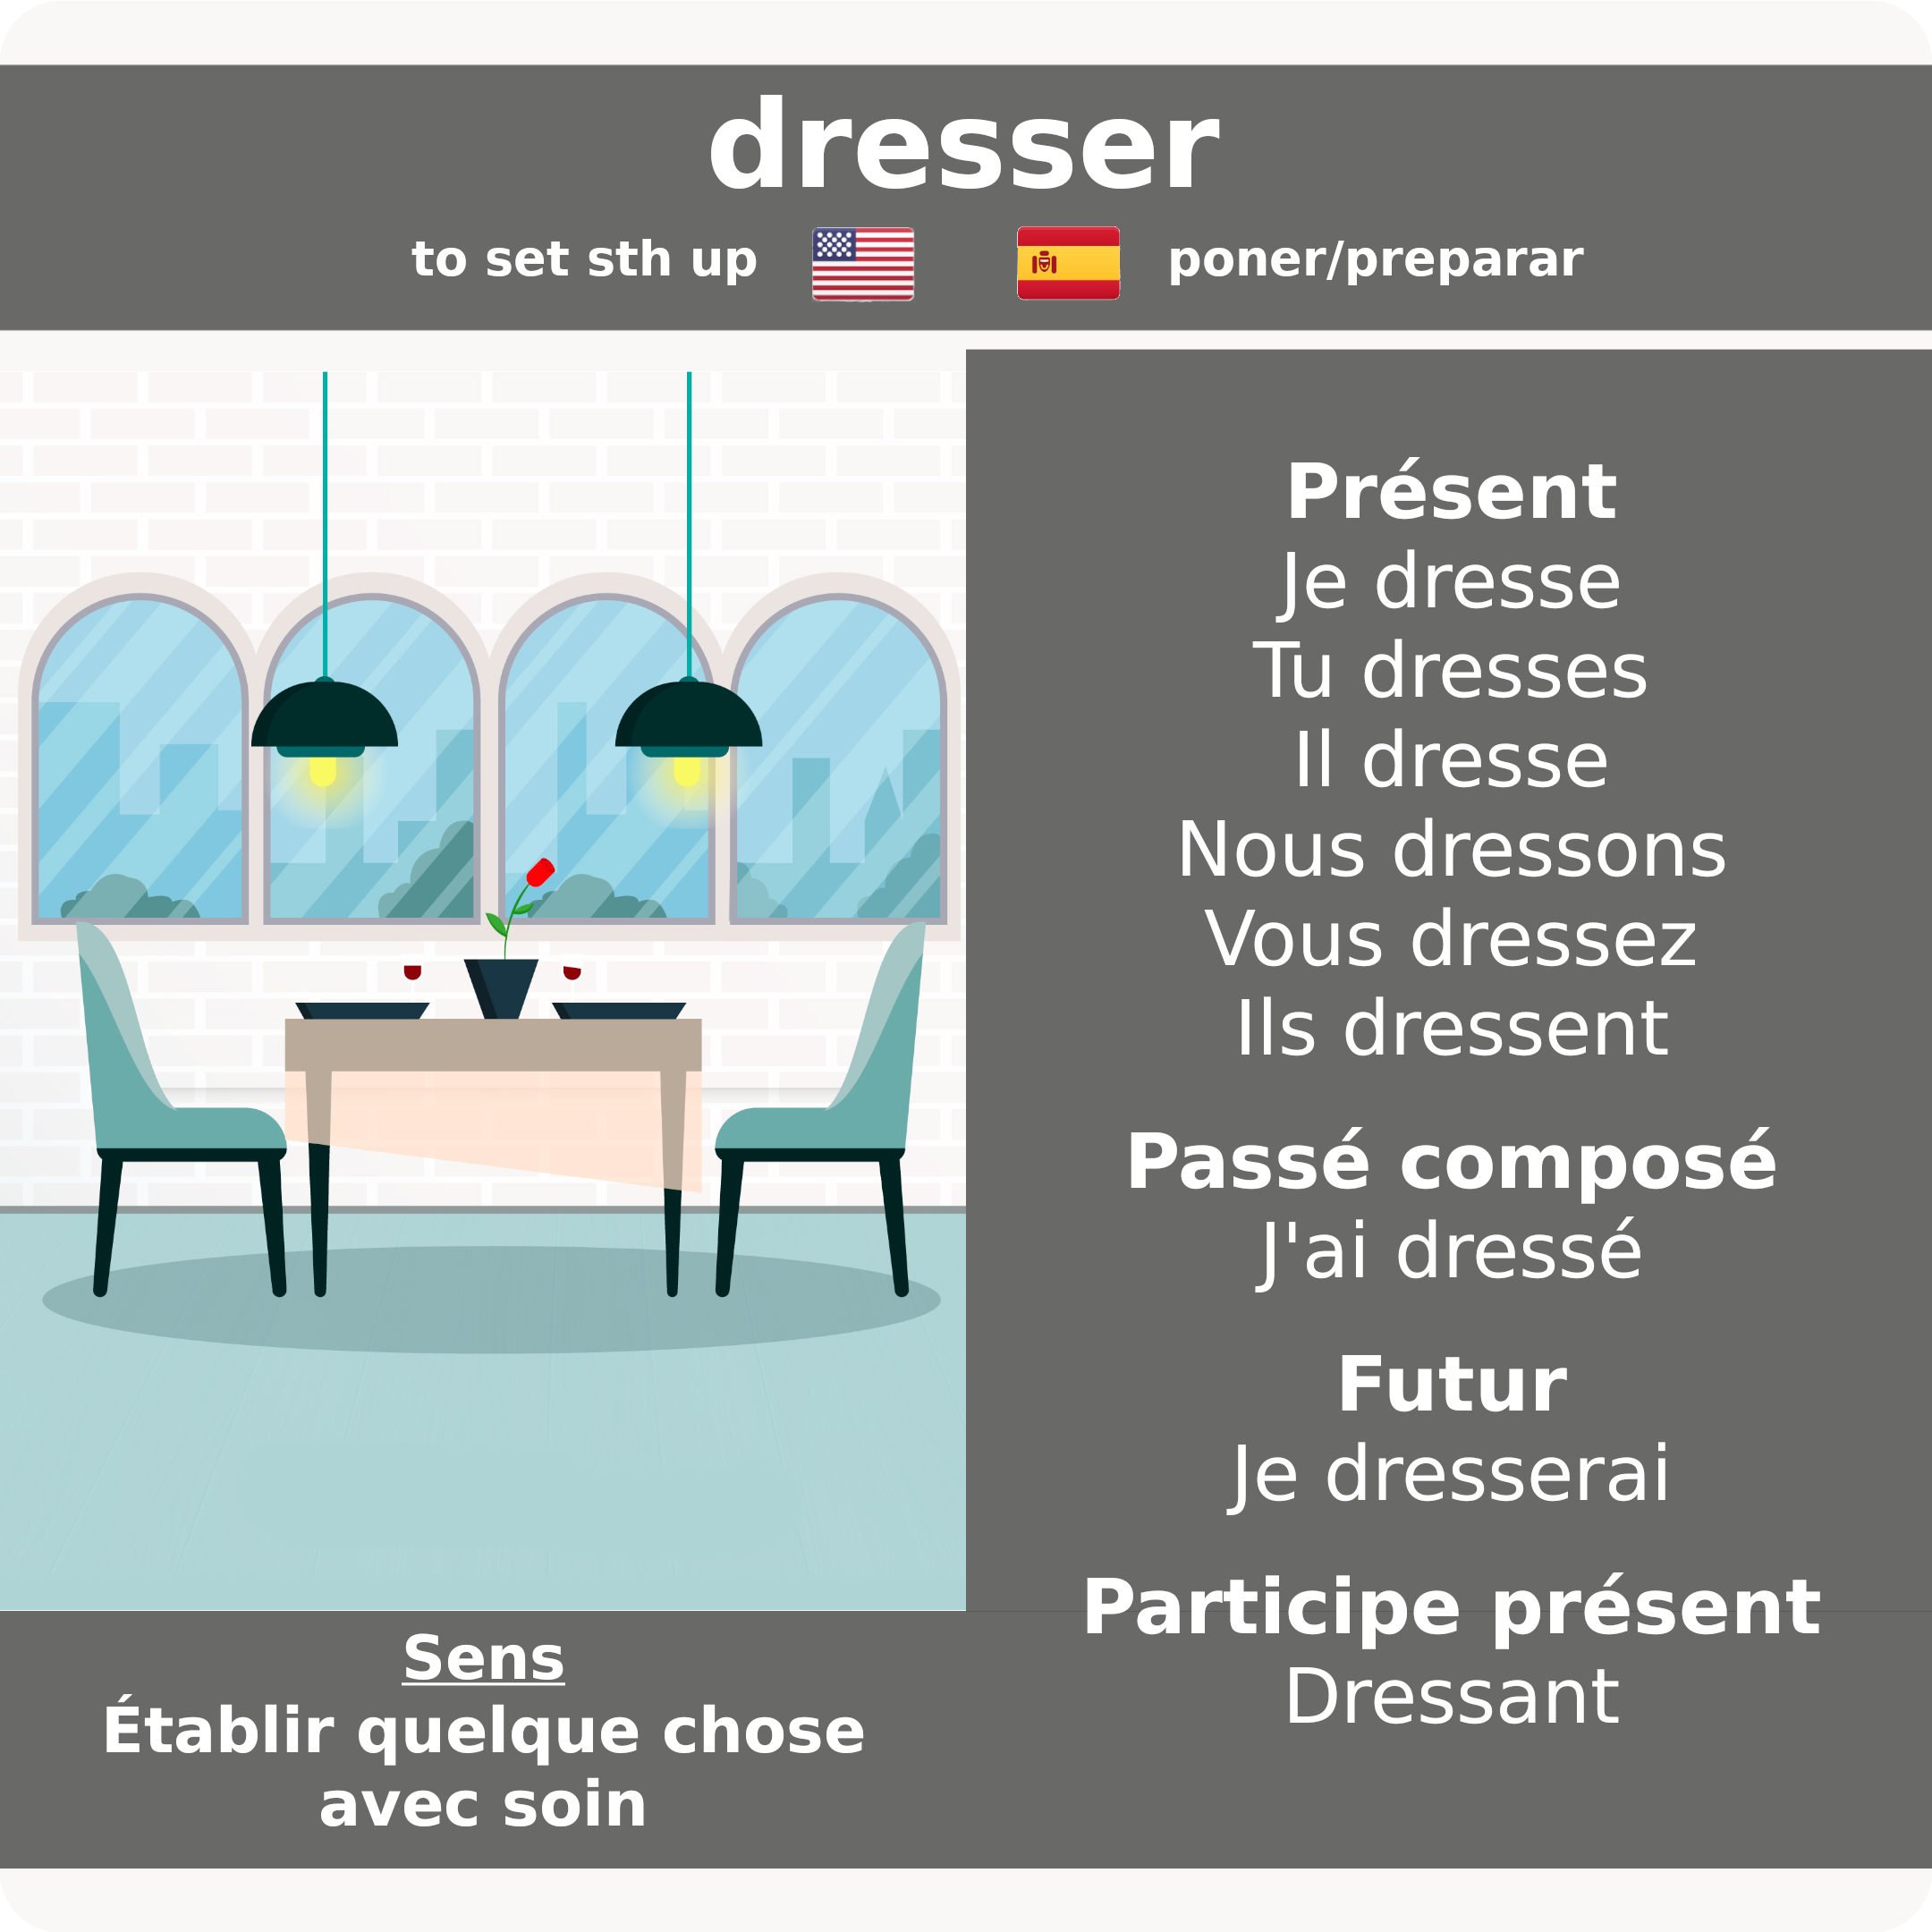 dresser
to set sth up
poner/preparar
Présent
Je dresse
Tu dresses
Il dresse
Nous dressons
Vous dressez
Ils dressent
Passé composé
J'ai dressé
Futur
Je dresserai
Participe présent
Dressant
Sens
Établir quelque chose
avec soin